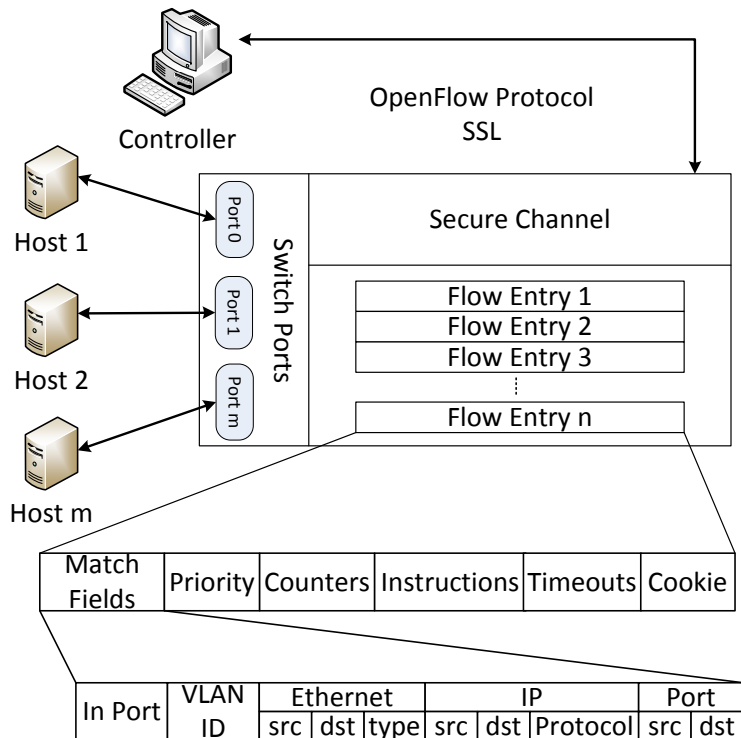 OpenFlow Protocol
SSL
Controller
Host 1
Host 2
Host m
Port 0
Port 1
Port m
Switch Ports
Secure Channel
Flow Entry 1
Flow Entry 2
Flow Entry 3
Flow Entry n
Match Fields Priority Counters Instructions Timeouts Cookie
In Port VLAN ID Ethernet IP Port
src dst type src dst Protocol src dst